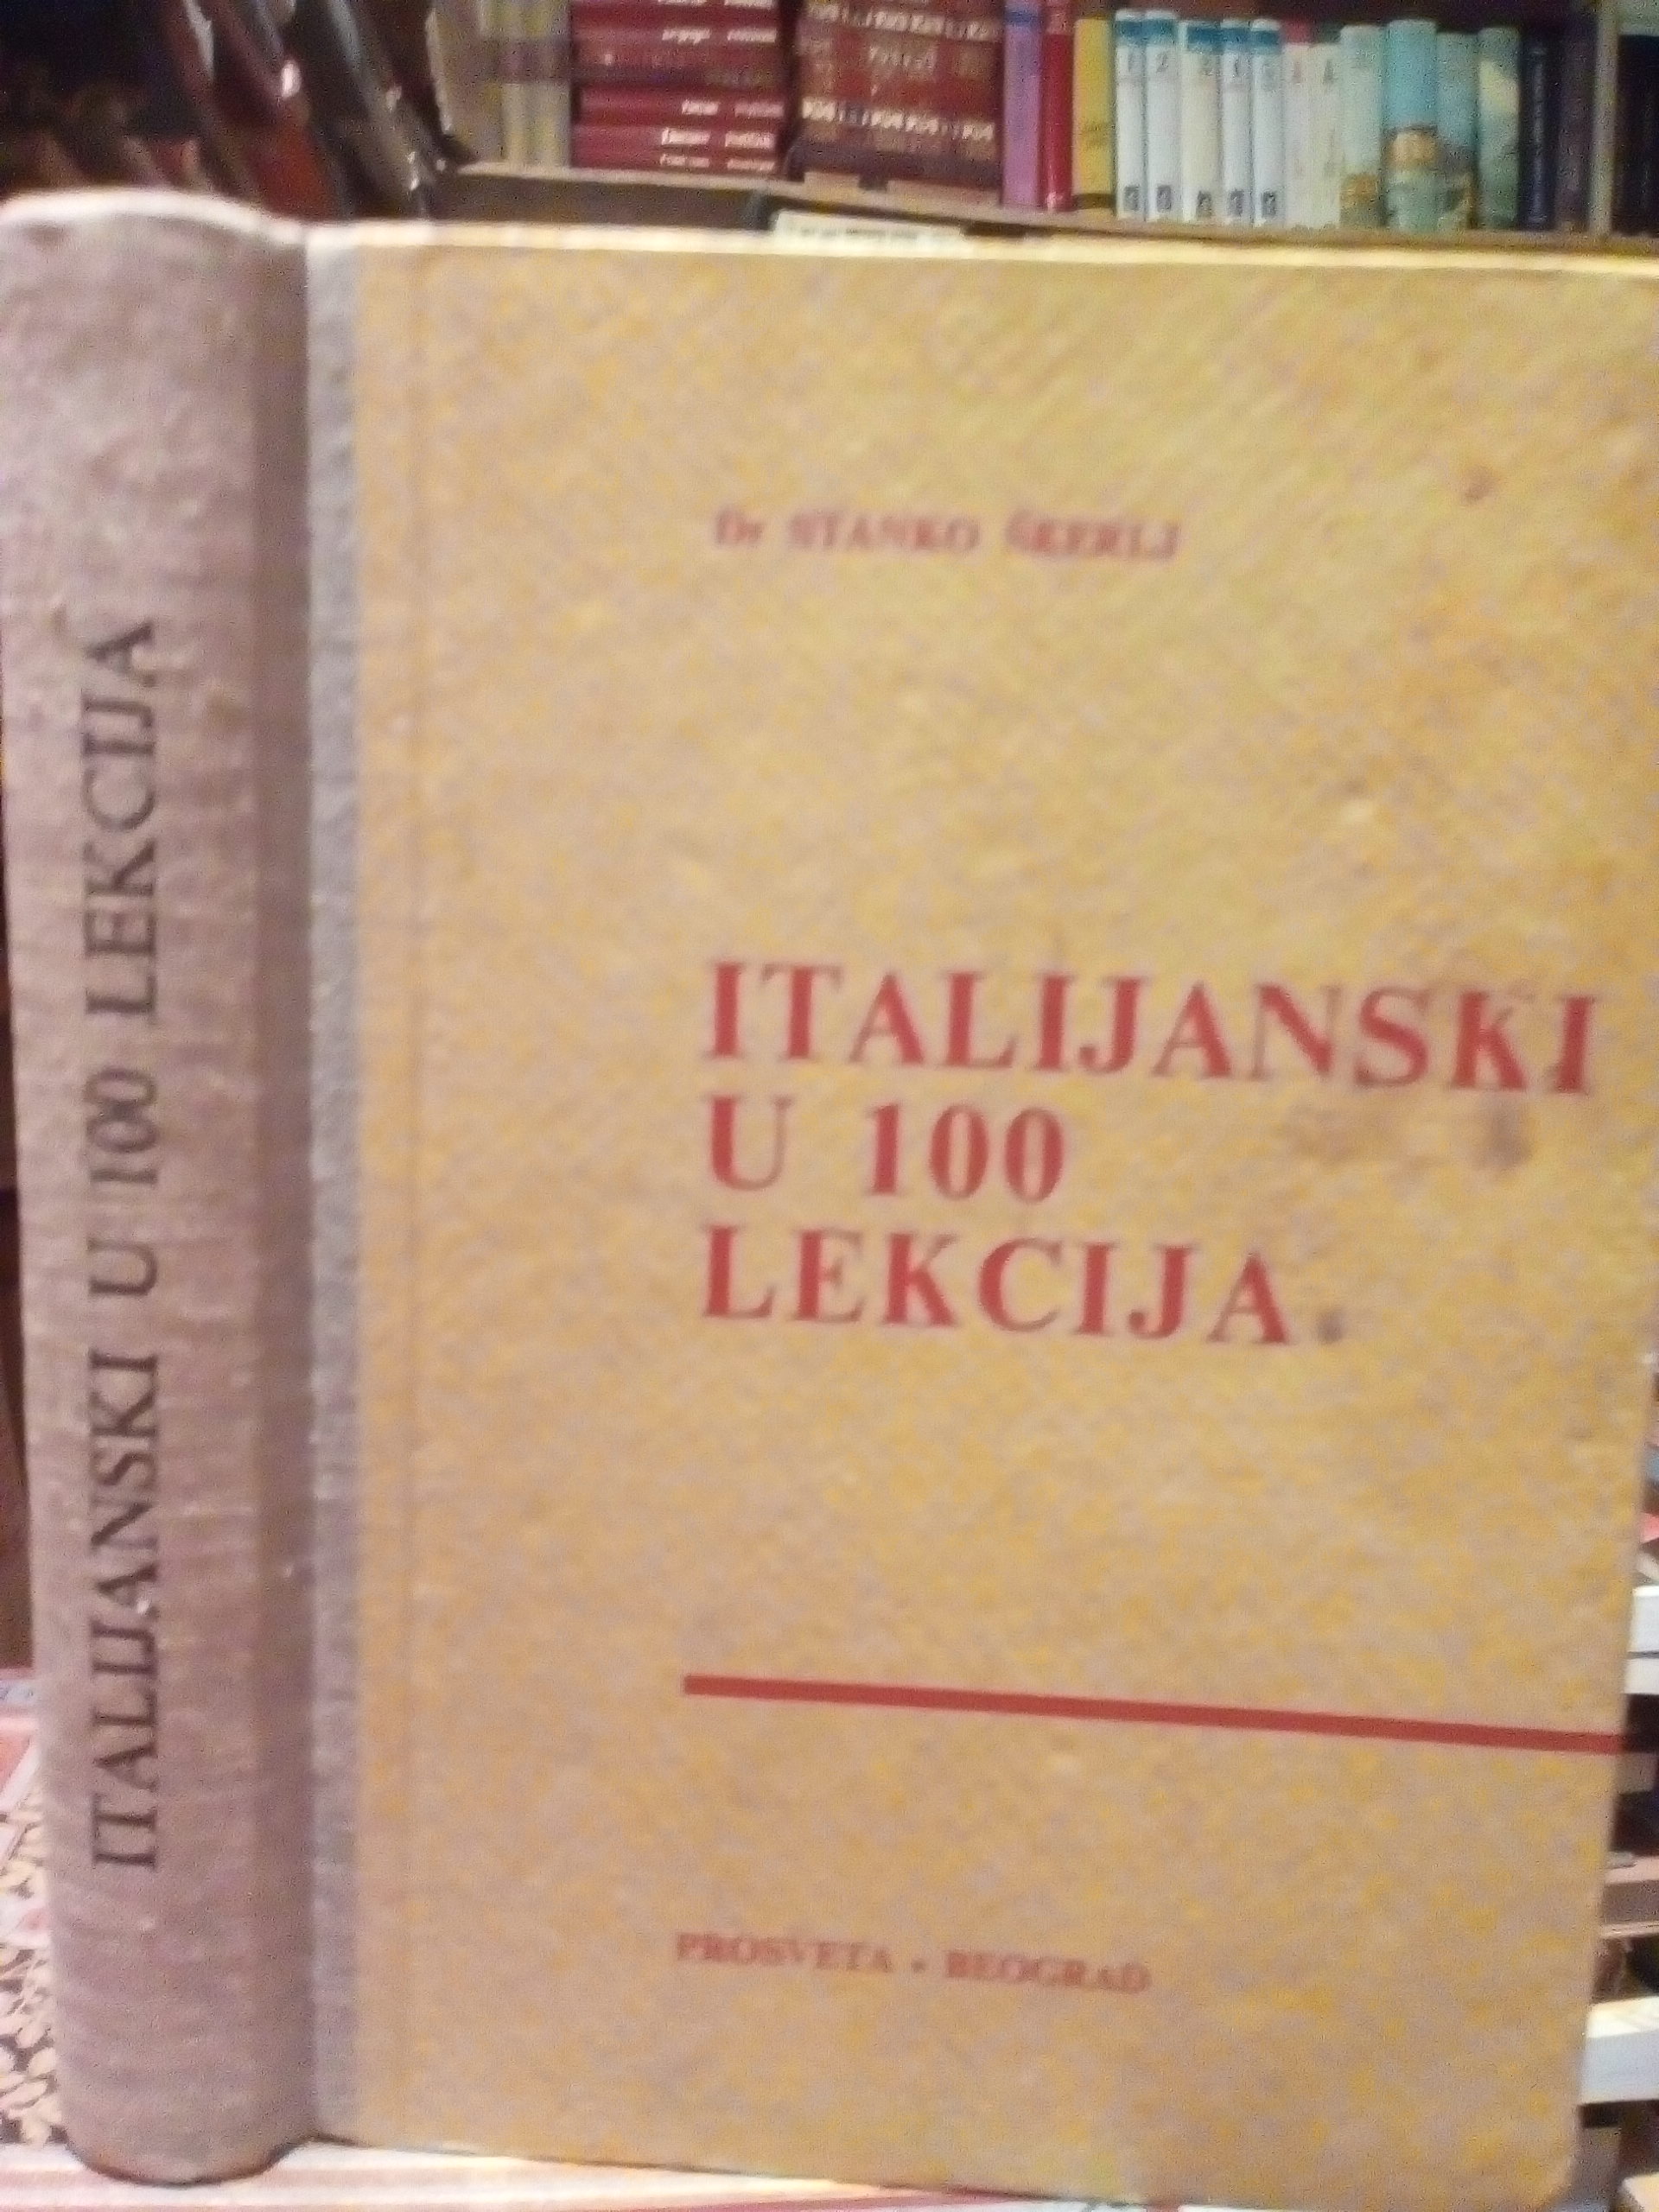 ITALIJANSKI U 100 LEKCIJA
Dr STANKO ŠKERLJ
ITALIJANSKI
U 100
LEKCIJA
PROSVETA • BEOGRAD